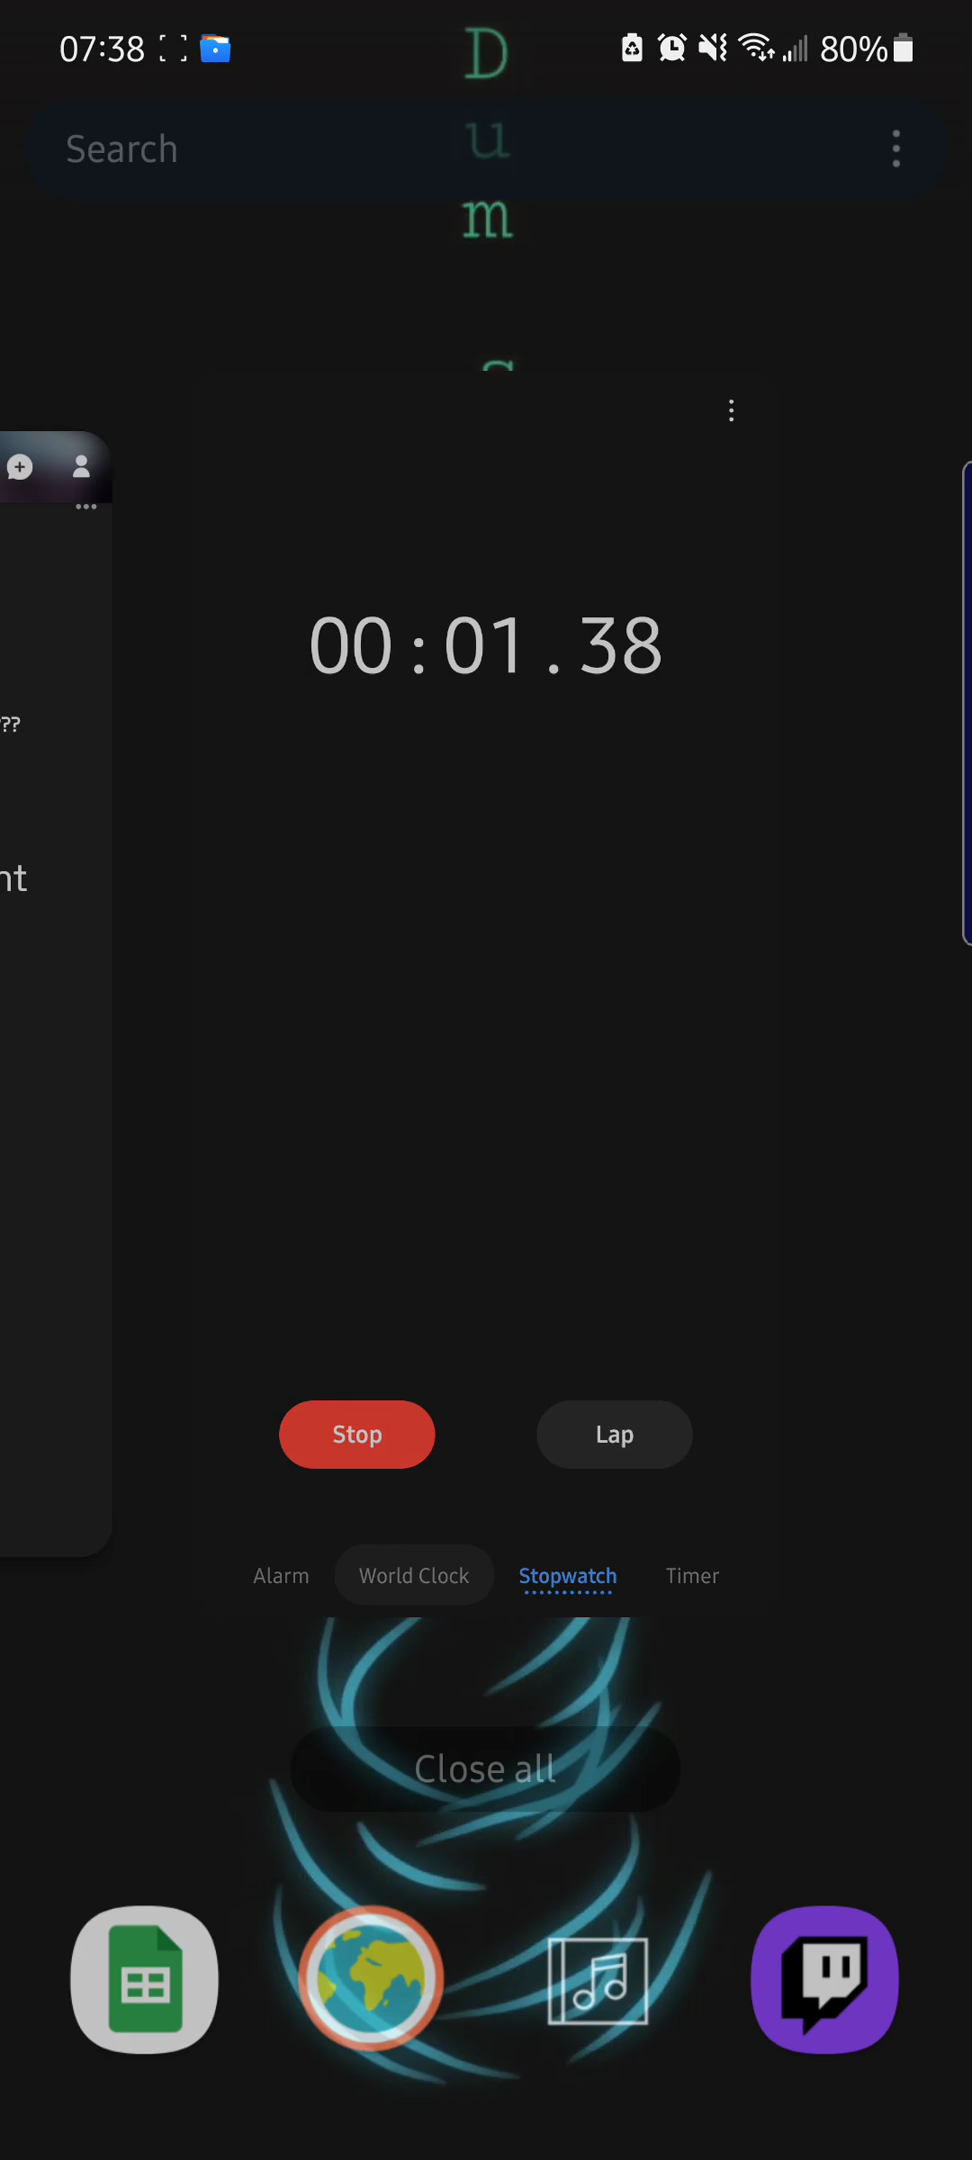 07:38
80%
D
u
m
Search
s
00:01.38
??
nt
Stop
Lap
Alarm
World Clock
Stopwatch
Timer
Close all